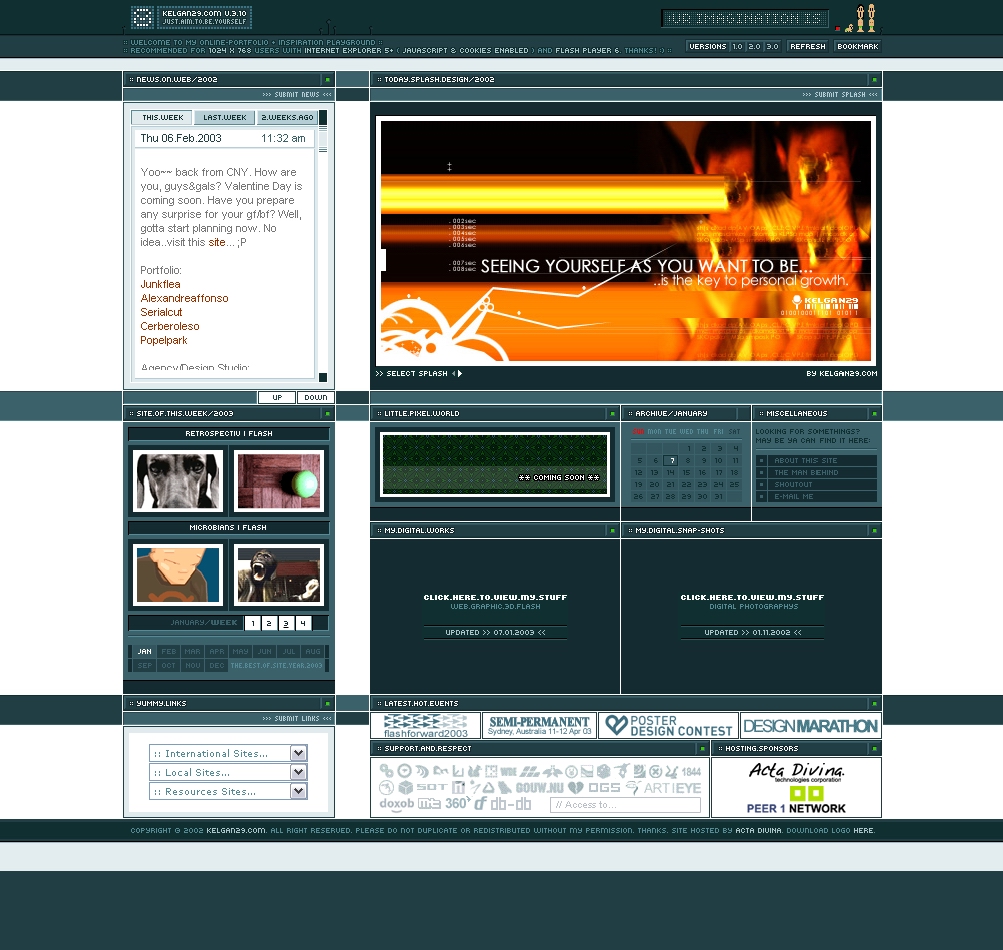 KELGAN29.COM V.3.10
JUST.AIM.TO.BE.YOURSELF
UR IMAGINATION IS
:: WELCOME TO MY ONLINE-PORTFOLIO + INSPIRATION PLAYGROUND ::
:: RECOMMENDED FOR 1024 X 768 USERS WITH INTERNET EXPLORER 5+ ( JAVASCRIPT & COOKIES ENABLED ) AND FLASH PLAYER 6. THANKS! :) ::
VERSIONS 1.0 2.0 3.0 REFRESH BOOKMARK
:: NEWS.ON.WEB/2002
>>> SUBMIT NEWS <<<
THIS.WEEK LAST.WEEK 2.WEEKS.AGO
Thu 06.Feb.2003 11:32 am
Yoo~~ back from CNY. How are
you, guys&gals? Valentine Day is
coming soon. Have you prepare
any surprise for your gf/bf? Well,
gotta start planning now. No
idea..visit this site... ;P
Portfolio:
Junkflea
Alexandreaffonso
Serialcut
Cerberoleso
Popelpark
Agency/Design Studio:
UP DOWN
:: TODAY.SPLASH.DESIGN/2002
>>> SUBMIT SPLASH <<<
.002sec
.003sec
.004sec
.005sec
.006sec
.007sec
.008sec
SEEING YOURSELF AS YOU WANT TO BE...
..is the key to personal growth.
KELGAN29
>> SELECT SPLASH
BY KELGAN29.COM
:: SITE.OF.THIS.WEEK/2003
RETROSPECTIV | FLASH
MICROBIANS | FLASH
JANUARY/WEEK 1 2 3 4
JAN FEB MAR APR MAY JUN JUL AUG
SEP OCT NOV DEC THE.BEST.OF.SITE.YEAR.2003
:: LITTLE.PIXEL.WORLD
** COMING SOON **
:: ARCHIVE/JANUARY
SUN MON TUE WED THU FRI SAT
1 2 3 4
5 6 7 8 9 10 11
12 13 14 15 16 17 18
19 20 21 22 23 24 25
26 27 28 29 30 31
:: MISCELLANEOUS
LOOKING FOR SOMETHINGS?
MAY BE YA CAN FIND IT HERE:
ABOUT THIS SITE
THE MAN BEHIND
SHOUTOUT
E-MAIL ME
:: MY.DIGITAL.WORKS
CLICK.HERE.TO.VIEW.MY.STUFF
WEB.GRAPHIC.3D.FLASH
UPDATED >> 07.01.2003 <<
:: MY.DIGITAL.SNAP-SHOTS
CLICK.HERE.TO.VIEW.MY.STUFF
DIGITAL PHOTOGRAPHYS
UPDATED >> 01.11.2002 <<
:: YUMMY.LINKS
>>> SUBMIT LINKS <<<
:: International Sites...
:: Local Sites...
:: Resources Sites...
:: LATEST.HOT.EVENTS
flashforward2003
SEMI-PERMANENT
Sydney, Australia 11-12 Apr 03
POSTER
DESIGN CONTEST
DESIGNMARATHON
:: SUPPORT.AND.RESPECT
WDE 1844
SOT GOUW.NU OGS ARTIEYE
doxob 360° db-db
// Access to...
:: HOSTING.SPONSORS
Acta Divina.
technologies corporation
PEER 1 NETWORK
COPYRIGHT © 2002 KELGAN29.COM. ALL RIGHT RESERVED. PLEASE DO NOT DUPLICATE OR REDISTRIBUTED WITHOUT MY PERMISSION. THANKS. SITE HOSTED BY ACTA DIVINA. DOWNLOAD LOGO HERE.